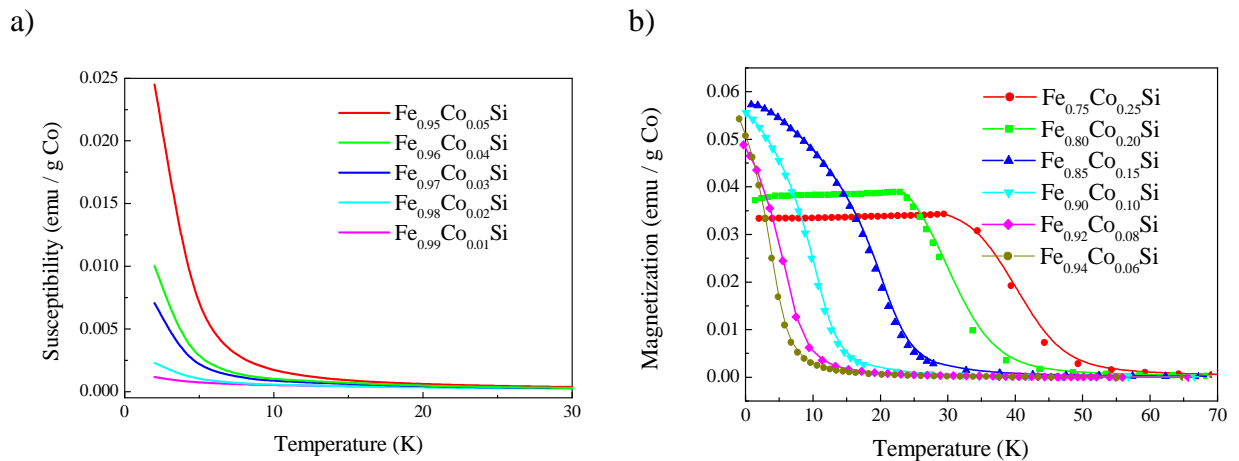 a)
Susceptibility (emu / g Co)
0.025
0.020
0.015
0.010
0.005
0.000
0
10
20
30
Temperature (K)
Fe0.95Co0.05Si
Fe0.96Co0.04Si
Fe0.97Co0.03Si
Fe0.98Co0.02Si
Fe0.99Co0.01Si
b)
Magnetization (emu / g Co)
0.06
0.05
0.04
0.03
0.02
0.01
0.00
0
10
20
30
40
50
60
70
Temperature (K)
Fe0.75Co0.25Si
Fe0.80Co0.20Si
Fe0.85Co0.15Si
Fe0.90Co0.10Si
Fe0.92Co0.08Si
Fe0.94Co0.06Si